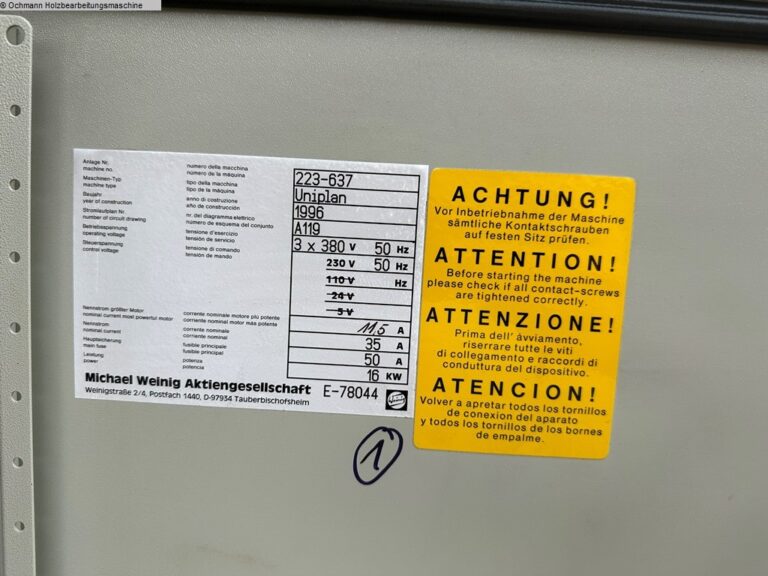 © Ochmann Holzbearbeitungsmaschine
Anlage Nr. número della macchina 223-637
machine no. número de la máquina
Maschinen-Typ tipo della macchina Uniplan
machine type tipo de la máquina
Baujahr anno di costruzione 1996
year of construction año de construcción
Stromlaufplan Nr. nr. del diagramma elettrico A119
number of circuit drawing número de esquema del conjunto
Betriebsspannung tensione d'esercizio 3 x 380 V 50 Hz
operating voltage tensión de servicio
Steuerspannung tensione di comando 230 V 50 Hz
control voltage tensión de mando
110 V Hz
24 V
5 V
Nennstrom größter Motor corrente nominale motore più potente 11,5 A
nominal current most powerful motor corriente nominal motor más potente
Nennstrom corrente nominale 35 A
nominal current corriente nominal
Hauptsicherung fusibile principale 50 A
main fuse fusible principal
Leistung potenza 16 KW
power potencia
Michael Weinig Aktiengesellschaft E-78044
Weinigstraße 2/4, Postfach 1440, D-97934 Tauberbischofsheim
1
ACHTUNG!
Vor Inbetriebnahme der Maschine
sämtliche Kontaktschrauben
auf festen Sitz prüfen.
ATTENTION!
Before starting the machine
please check if all contact-screws
are tightened correctly.
ATTENZIONE!
Prima dell' àvviamento,
riserrare tutte le viti
di collegamento e raccordi di
conduttura del dispositivo.
ATENCION!
Volver a apretar todos los tornillos
de conexion del aparato
y todos los tornillos de los bornes
de empalme.